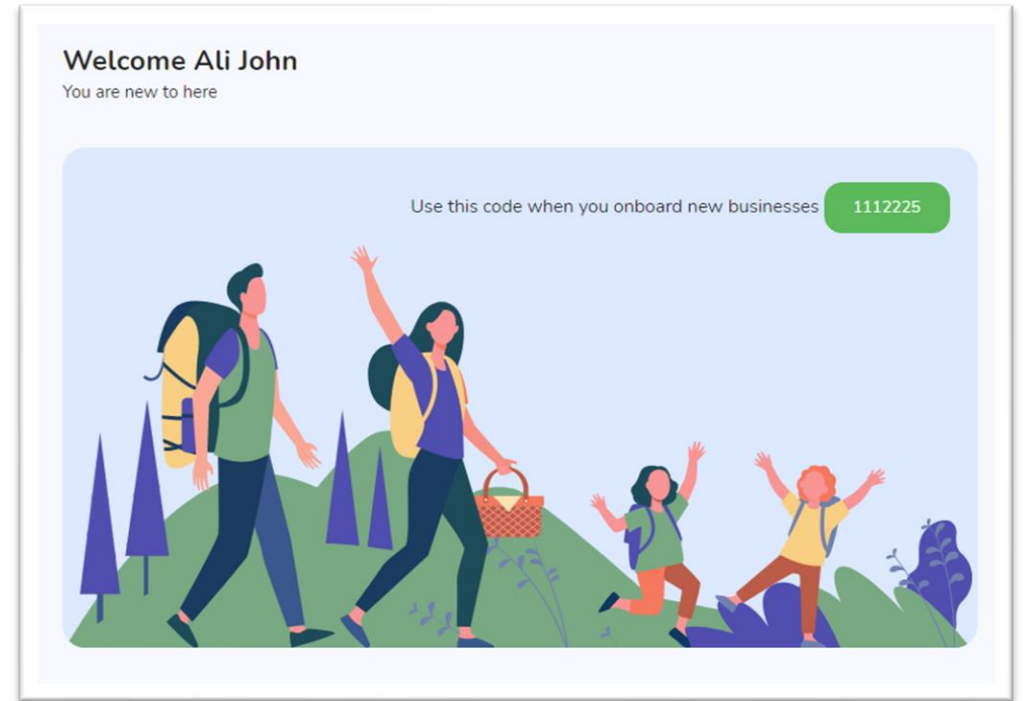 Welcome Ali John
You are new to here
Use this code when you onboard new businesses 1112225